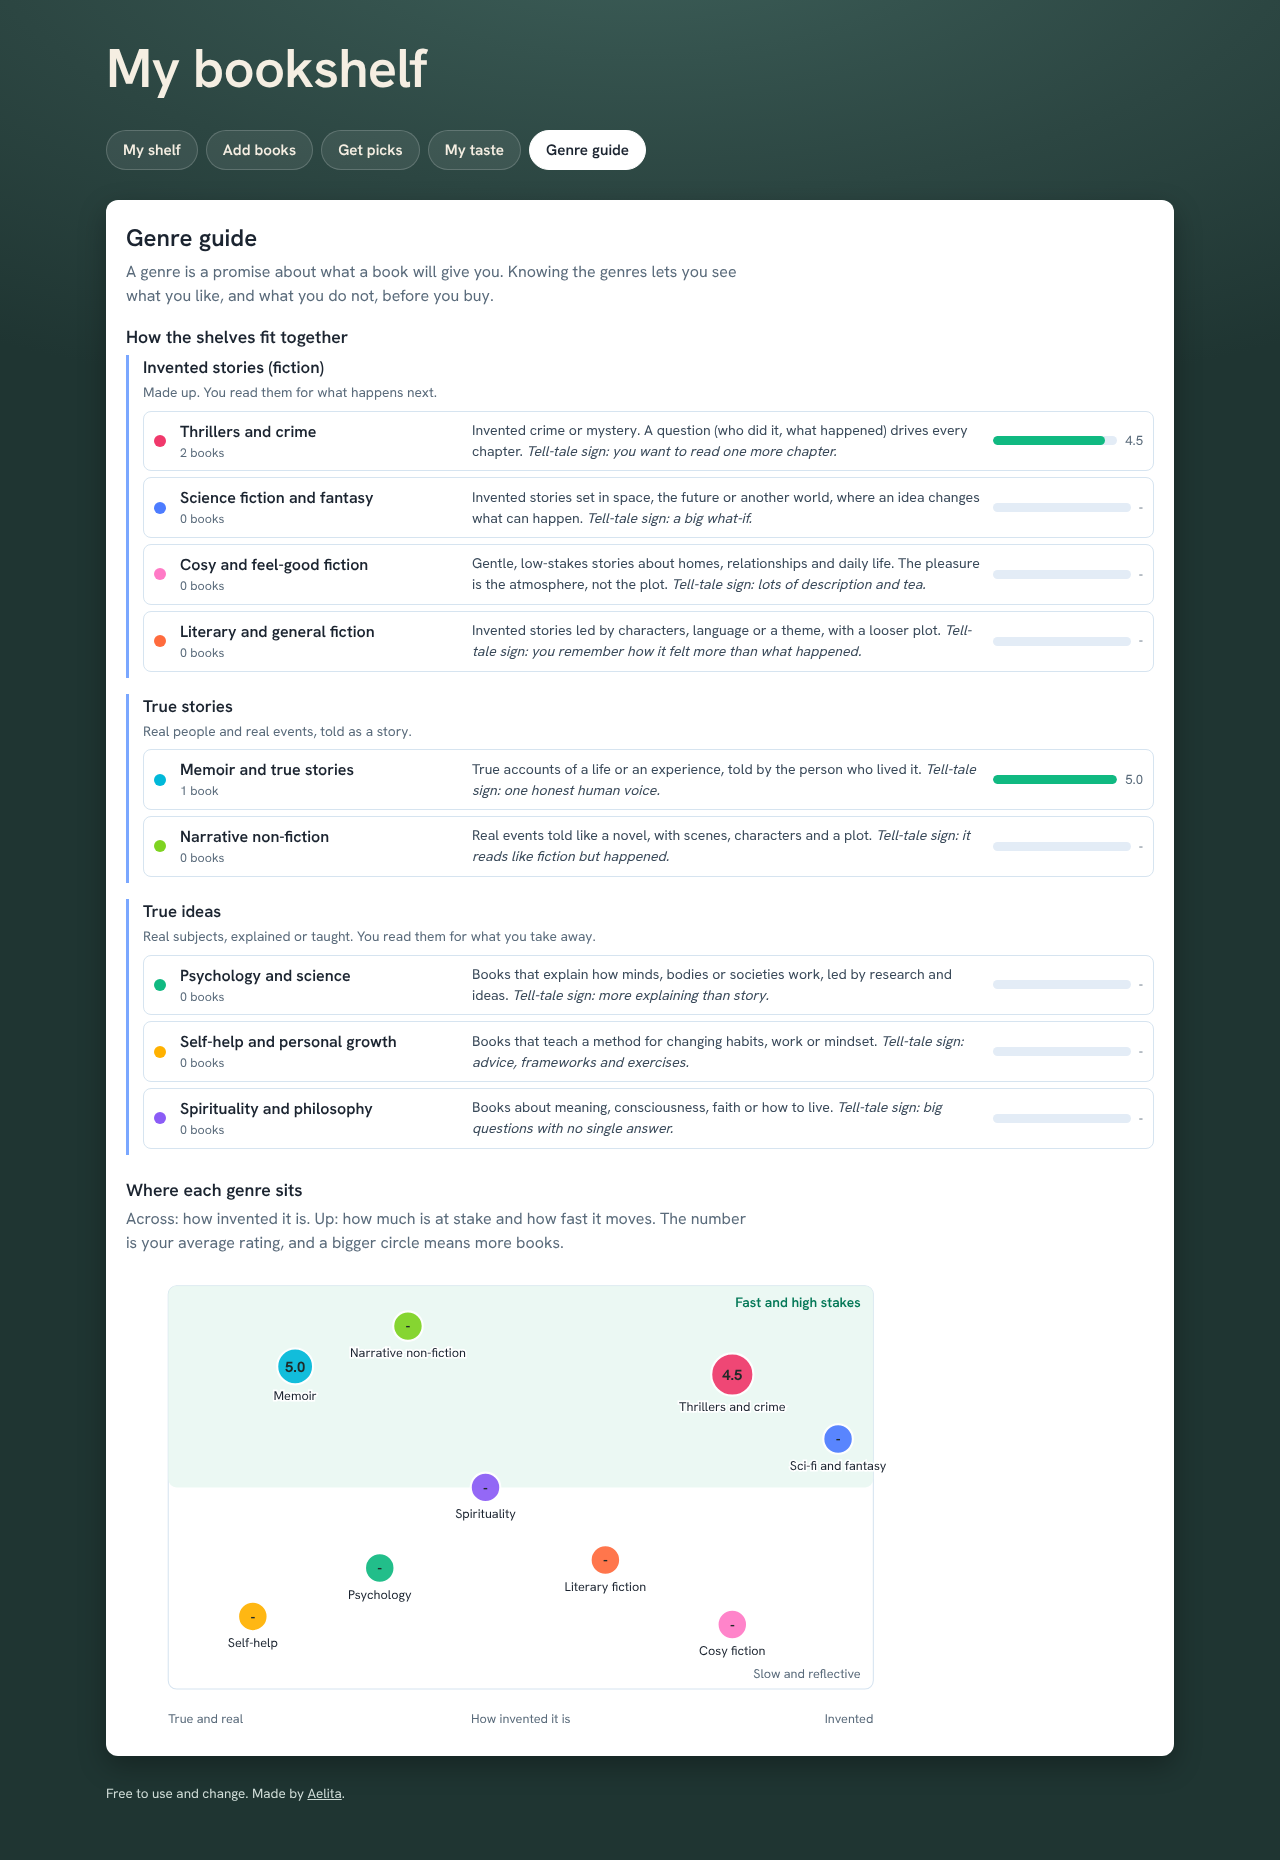 My bookshelf
My shelf
Add books
Get picks
My taste
Genre guide
Genre guide
A genre is a promise about what a book will give you. Knowing the genres lets you see
what you like, and what you do not, before you buy.
How the shelves fit together
Invented stories (fiction)
Made up. You read them for what happens next.
Thrillers and crime
2 books
Invented crime or mystery. A question (who did it, what happened) drives every
chapter. Tell-tale sign: you want to read one more chapter.
4.5
Science fiction and fantasy
0 books
Invented stories set in space, the future or another world, where an idea changes
what can happen. Tell-tale sign: a big what-if.
-
Cosy and feel-good fiction
0 books
Gentle, low-stakes stories about homes, relationships and daily life. The pleasure
is the atmosphere, not the plot. Tell-tale sign: lots of description and tea.
-
Literary and general fiction
0 books
Invented stories led by characters, language or a theme, with a looser plot. Tell-
tale sign: you remember how it felt more than what happened.
-
True stories
Real people and real events, told as a story.
Memoir and true stories
1 book
True accounts of a life or an experience, told by the person who lived it. Tell-tale
sign: one honest human voice.
5.0
Narrative non-fiction
0 books
Real events told like a novel, with scenes, characters and a plot. Tell-tale sign: it
reads like fiction but happened.
-
True ideas
Real subjects, explained or taught. You read them for what you take away.
Psychology and science
0 books
Books that explain how minds, bodies or societies work, led by research and
ideas. Tell-tale sign: more explaining than story.
-
Self-help and personal growth
0 books
Books that teach a method for changing habits, work or mindset. Tell-tale sign:
advice, frameworks and exercises.
-
Spirituality and philosophy
0 books
Books about meaning, consciousness, faith or how to live. Tell-tale sign: big
questions with no single answer.
-
Where each genre sits
Across: how invented it is. Up: how much is at stake and how fast it moves. The number
is your average rating, and a bigger circle means more books.
Fast and high stakes
-
Narrative non-fiction
5.0
Memoir
4.5
Thrillers and crime
-
Sci-fi and fantasy
-
Spirituality
-
Psychology
-
Literary fiction
-
Self-help
-
Cosy fiction
Slow and reflective
True and real
How invented it is
Invented
Free to use and change. Made by Aelita.